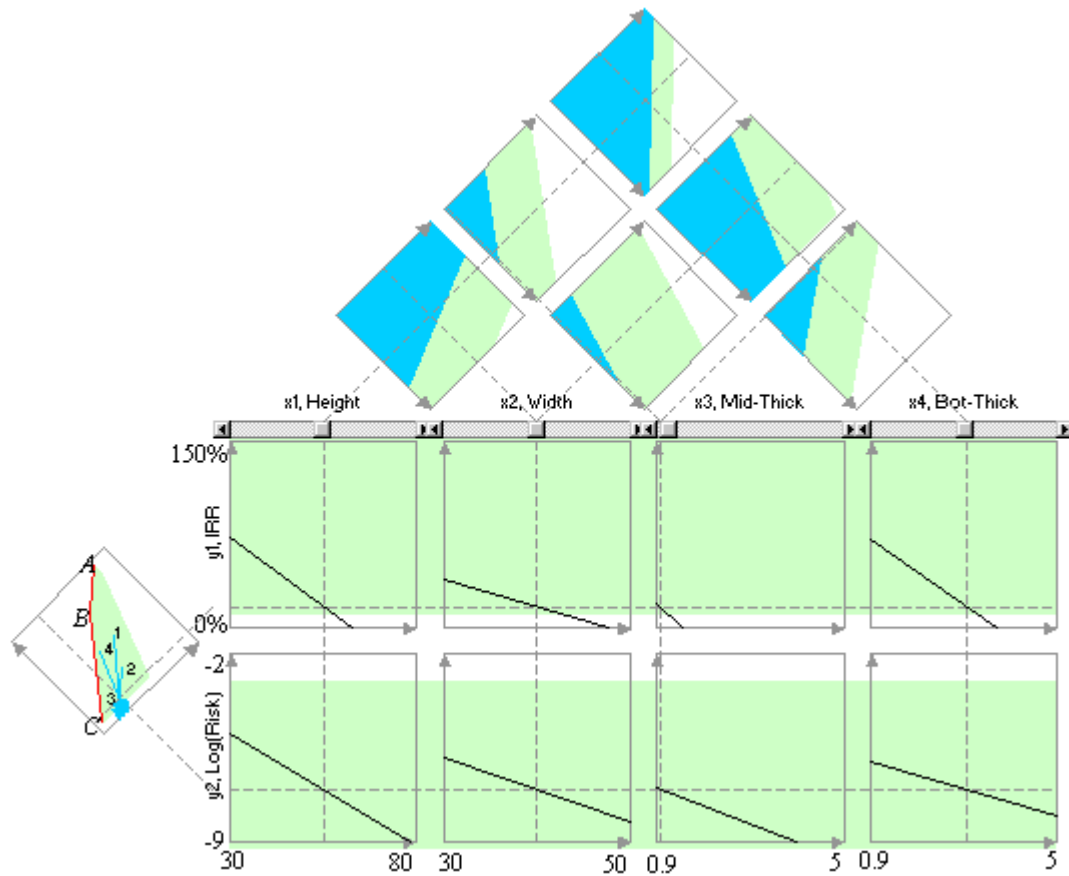 x1, Height
x2, Width
x3, Mid-Thick
x4, Bot-Thick
150%
y1, IRR
0%
A
B
1
4
2
3
C
-2
y2, Log(Risk)
-9
30
80
30
50
0.9
5
0.9
5